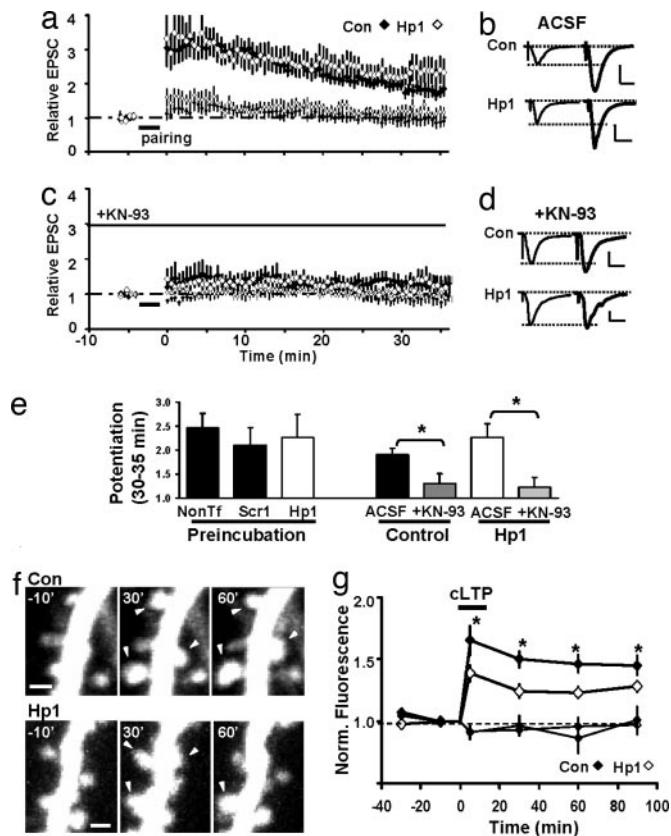 a
Con ◆ Hp1 ◇
Relative EPSC
4
3
2
1
0
pairing
b
ACSF
Con
Hp1
c
+KN-93
Relative EPSC
4
3
2
1
0
-10
0
10
20
30
Time (min)
d
+KN-93
Con
Hp1
e
Potentiation
(30-35 min)
2.5
2.0
1.5
1.0
*
*
NonTf Scr1 Hp1
ACSF +KN-93 ACSF +KN-93
Preincubation
Control
Hp1
f
Con
-10' 30' 60'
Hp1
-10' 30' 60'
g
cLTP
Norm. Fluorescence
2.0
1.5
1.0
* * * *
Con ◆ Hp1 ◇
-40 -20 0 20 40 60 80 100
Time (min)